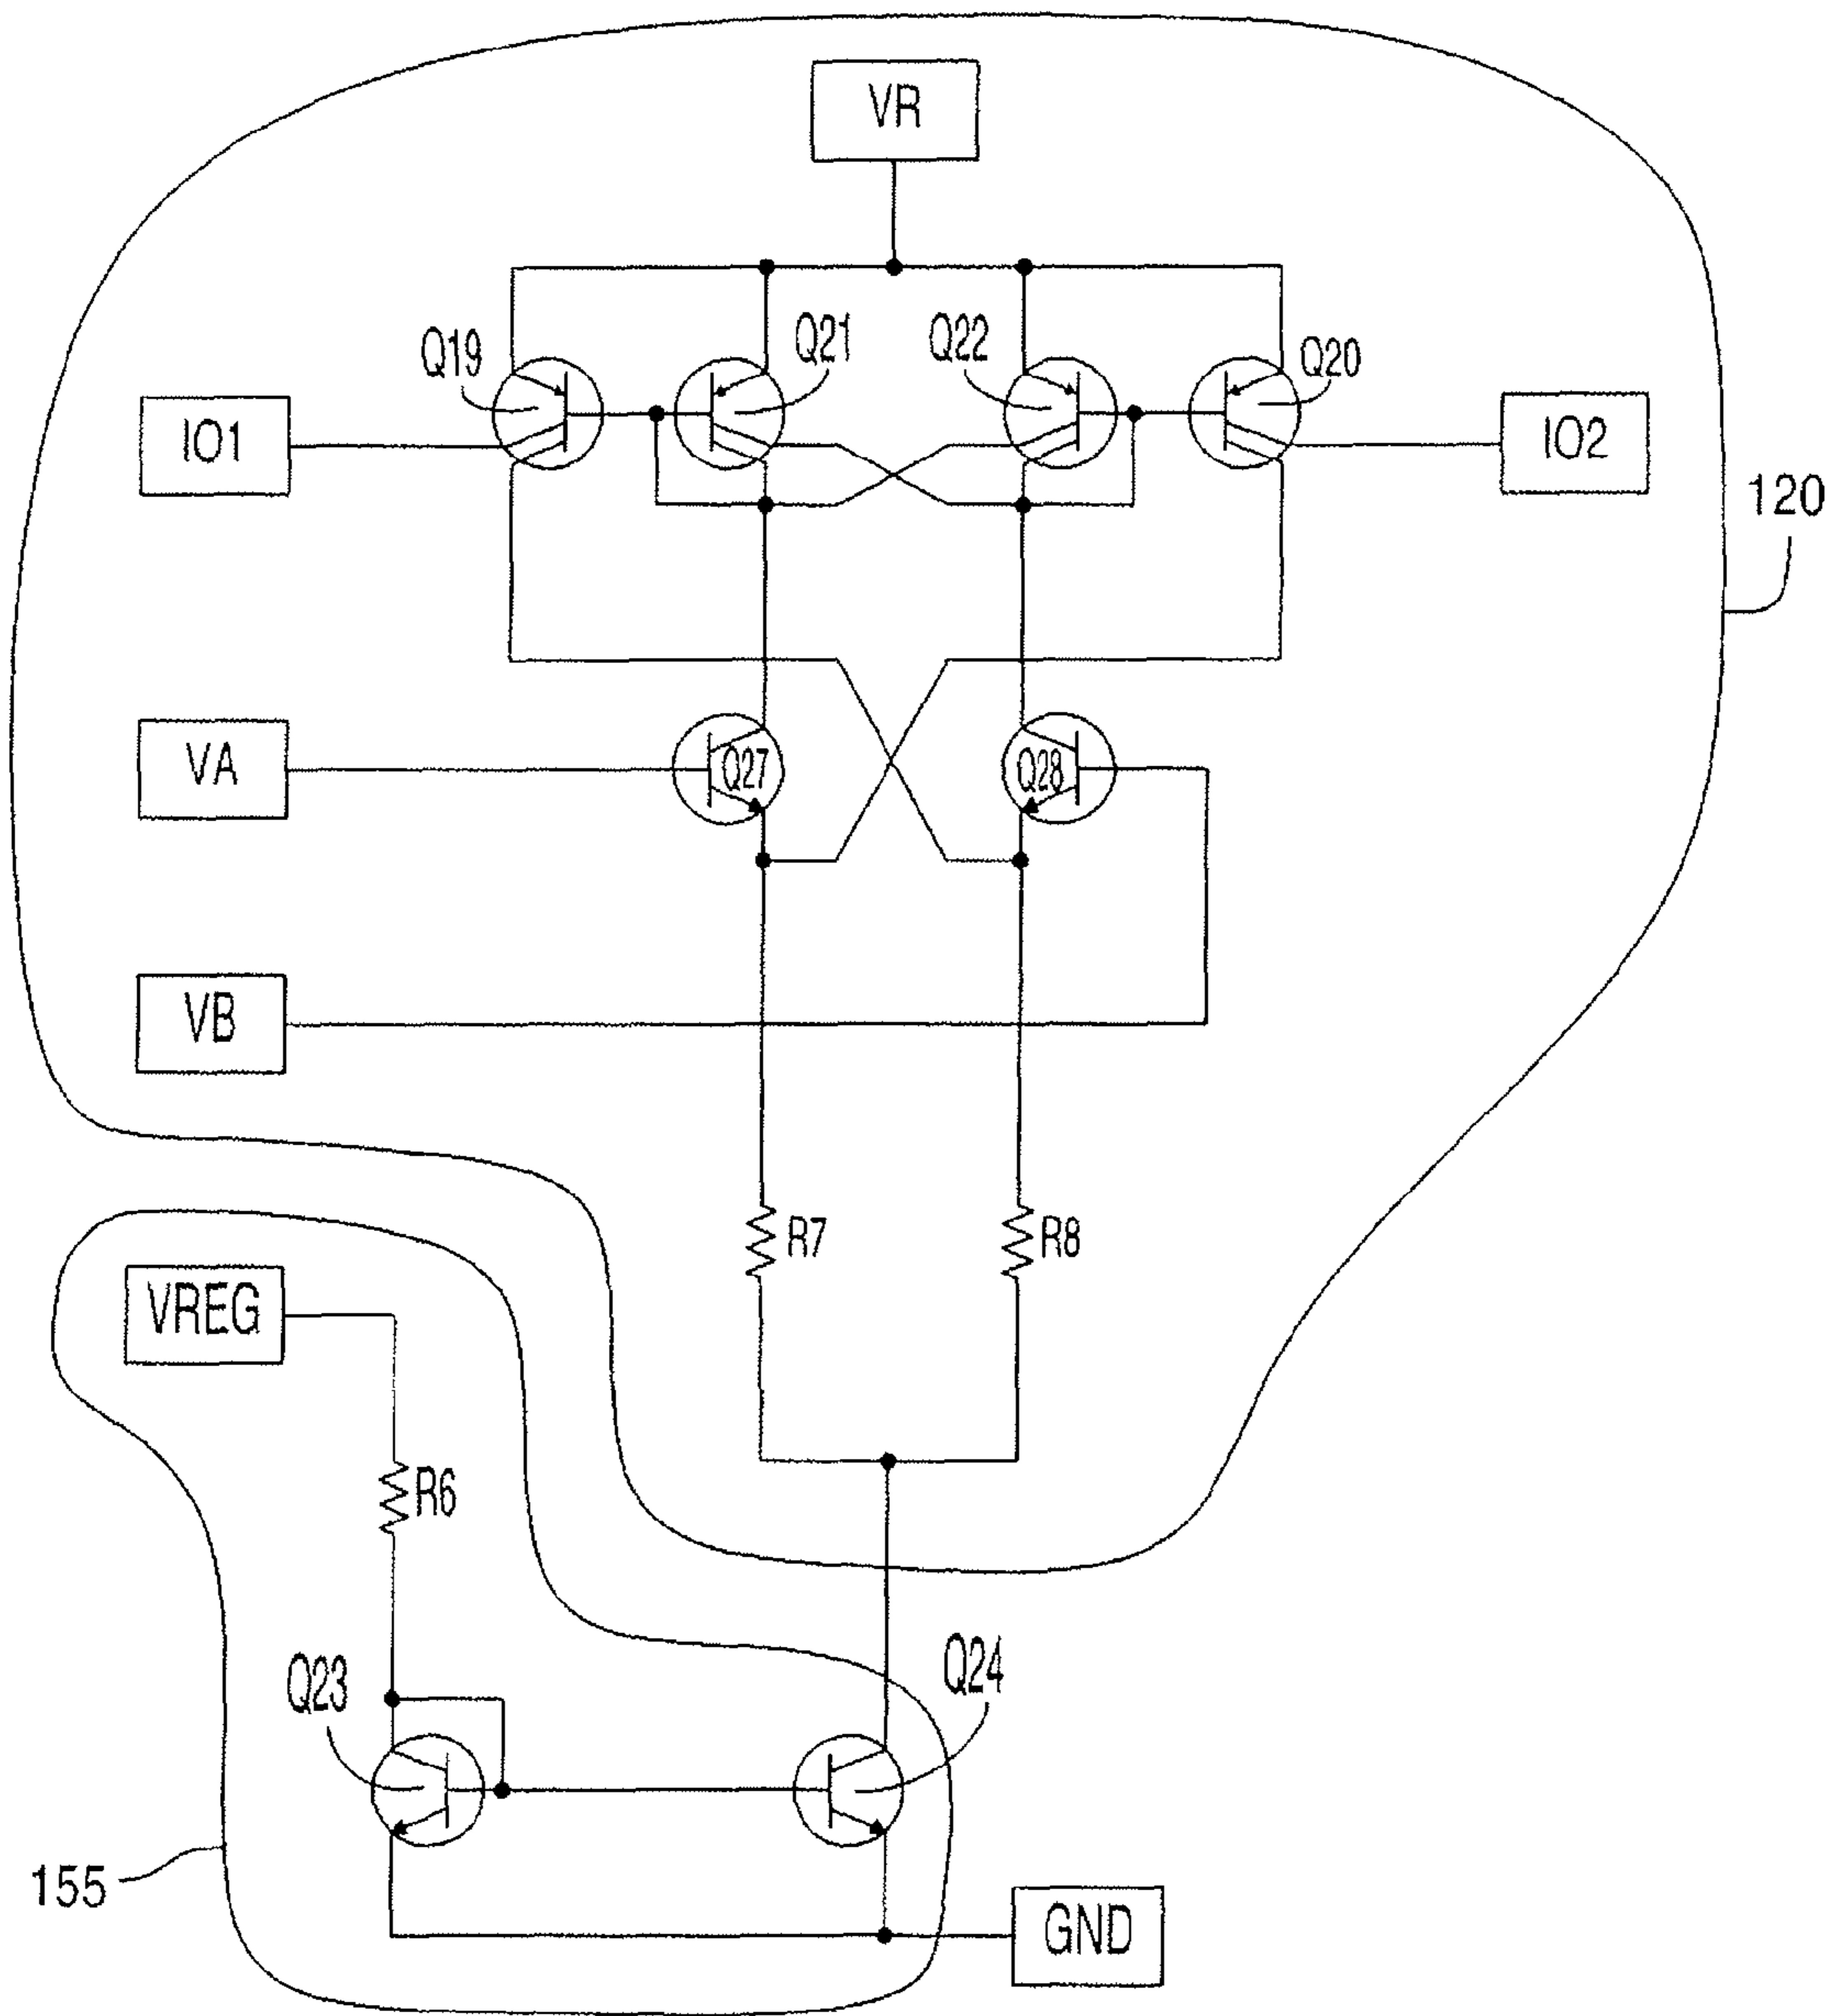 VR
Q19
Q21
Q22
Q20
IO1
IO2
120
VA
Q27
Q28
VB
R7
R8
VREG
R6
Q23
Q24
155
GND